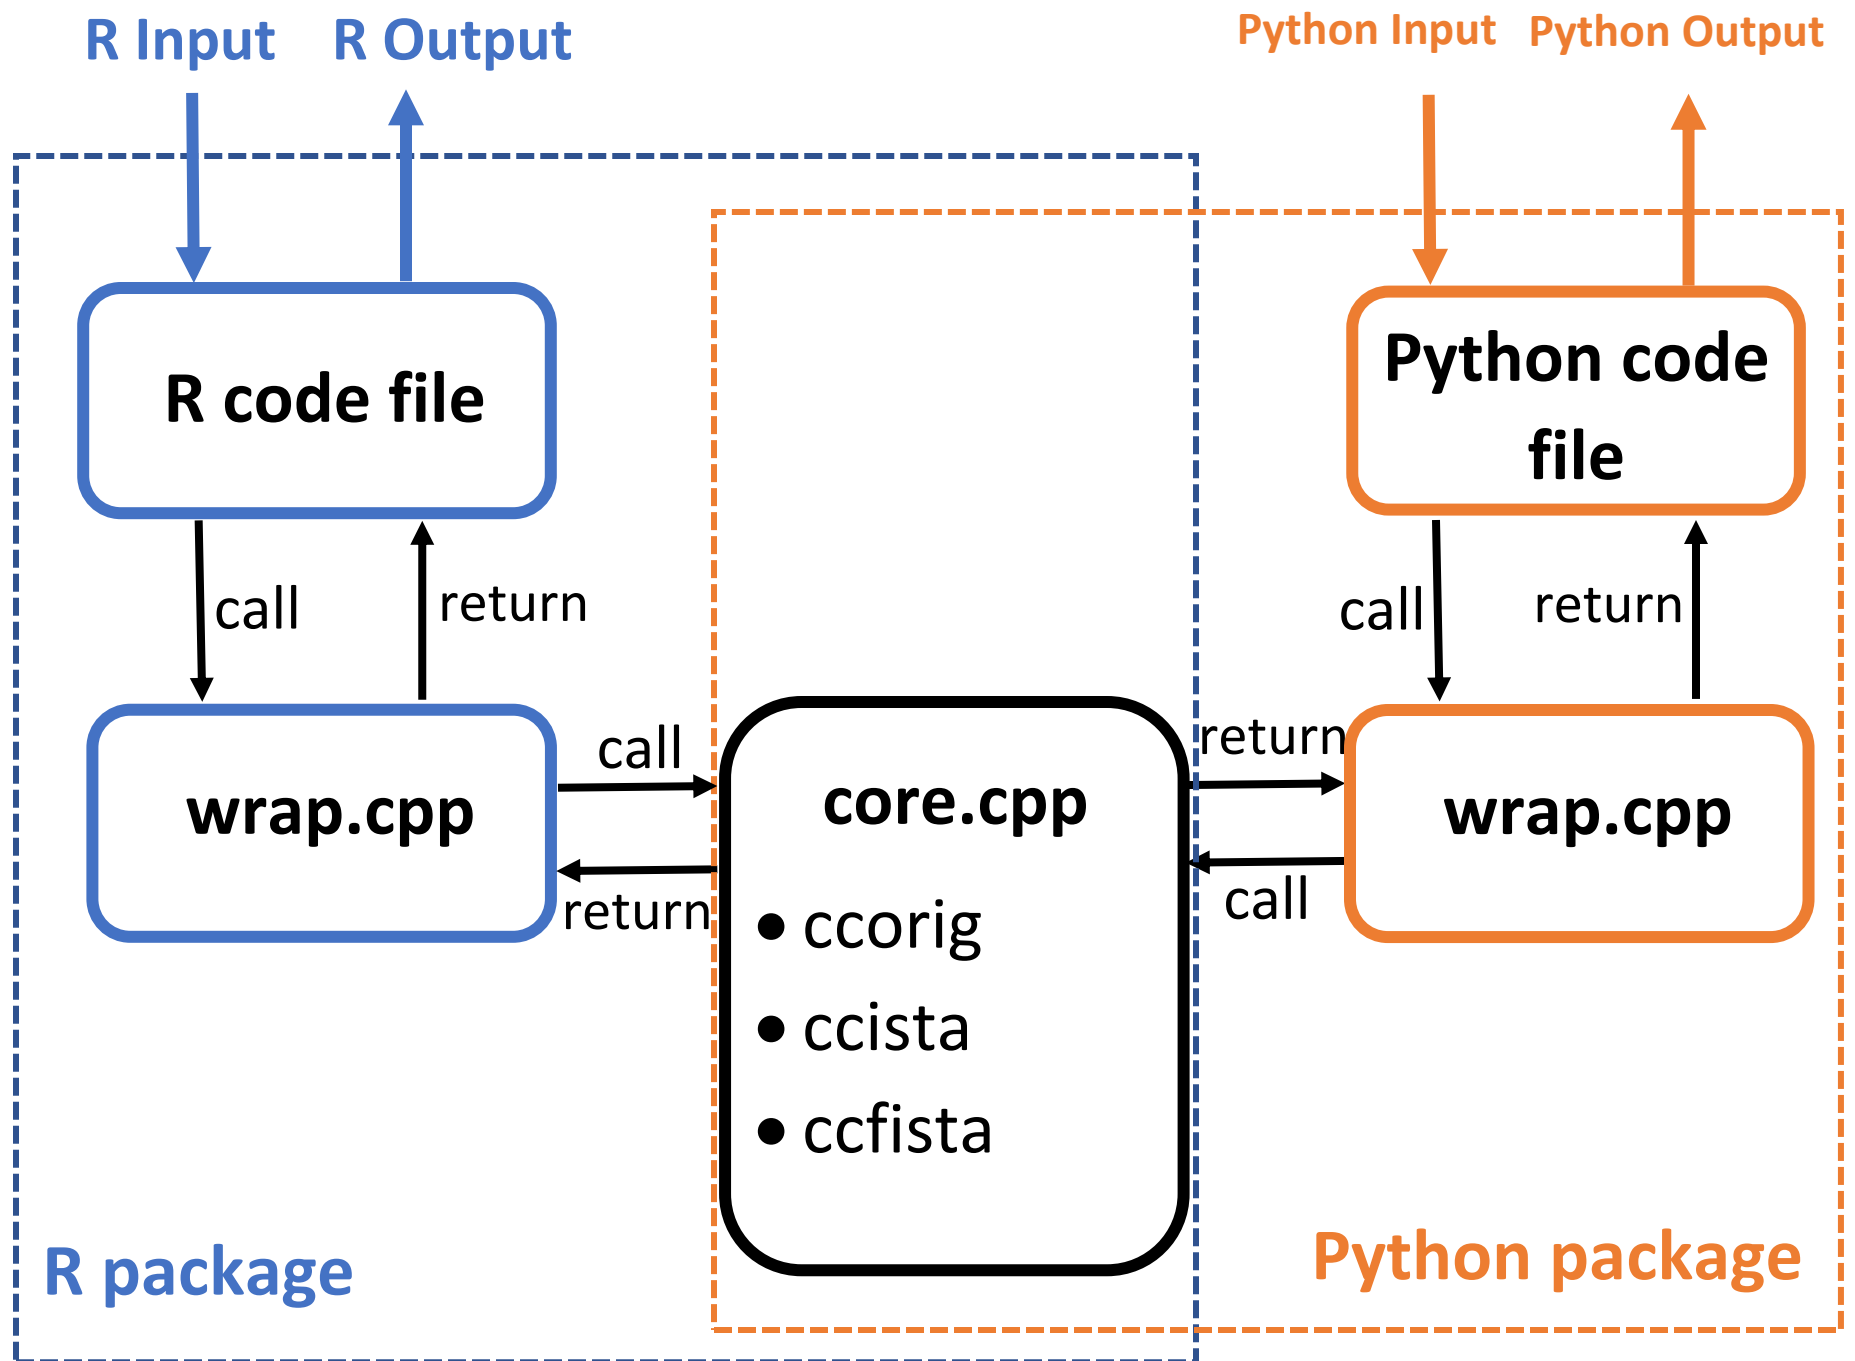 R Input
R Output
Python Input
Python Output
R code file
Python code
file
call
return
call
return
wrap.cpp
call
return
core.cpp
• ccorig
• ccista
• ccfista
return
call
wrap.cpp
R package
Python package